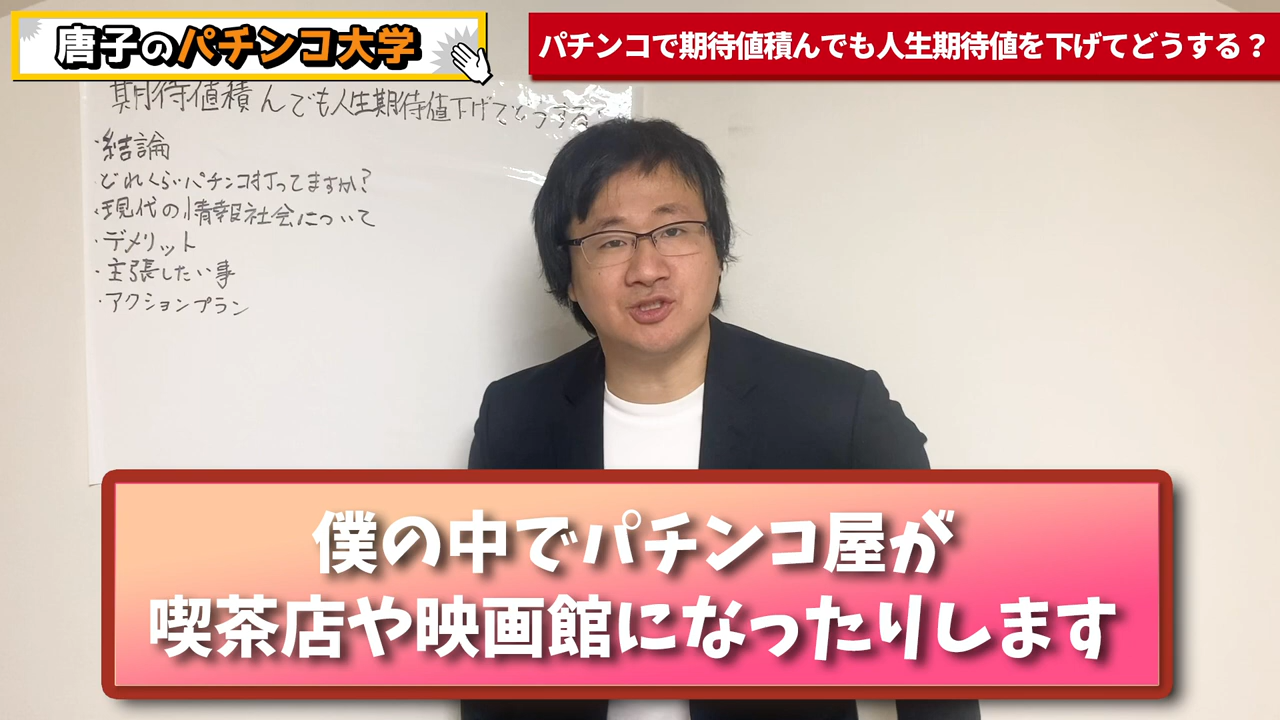 唐子のパチンコ大学
パチンコで期待値積んでも人生期待値を下げてどうする？
期待値積んでも人生期待値下げてどうする？
・結論
・どれくらいパチンコ打ってますか？
・現代の情報社会について
・デメリット
・主張したい事
・アクションプラン
僕の中でパチンコ屋が
喫茶店や映画館になったりします